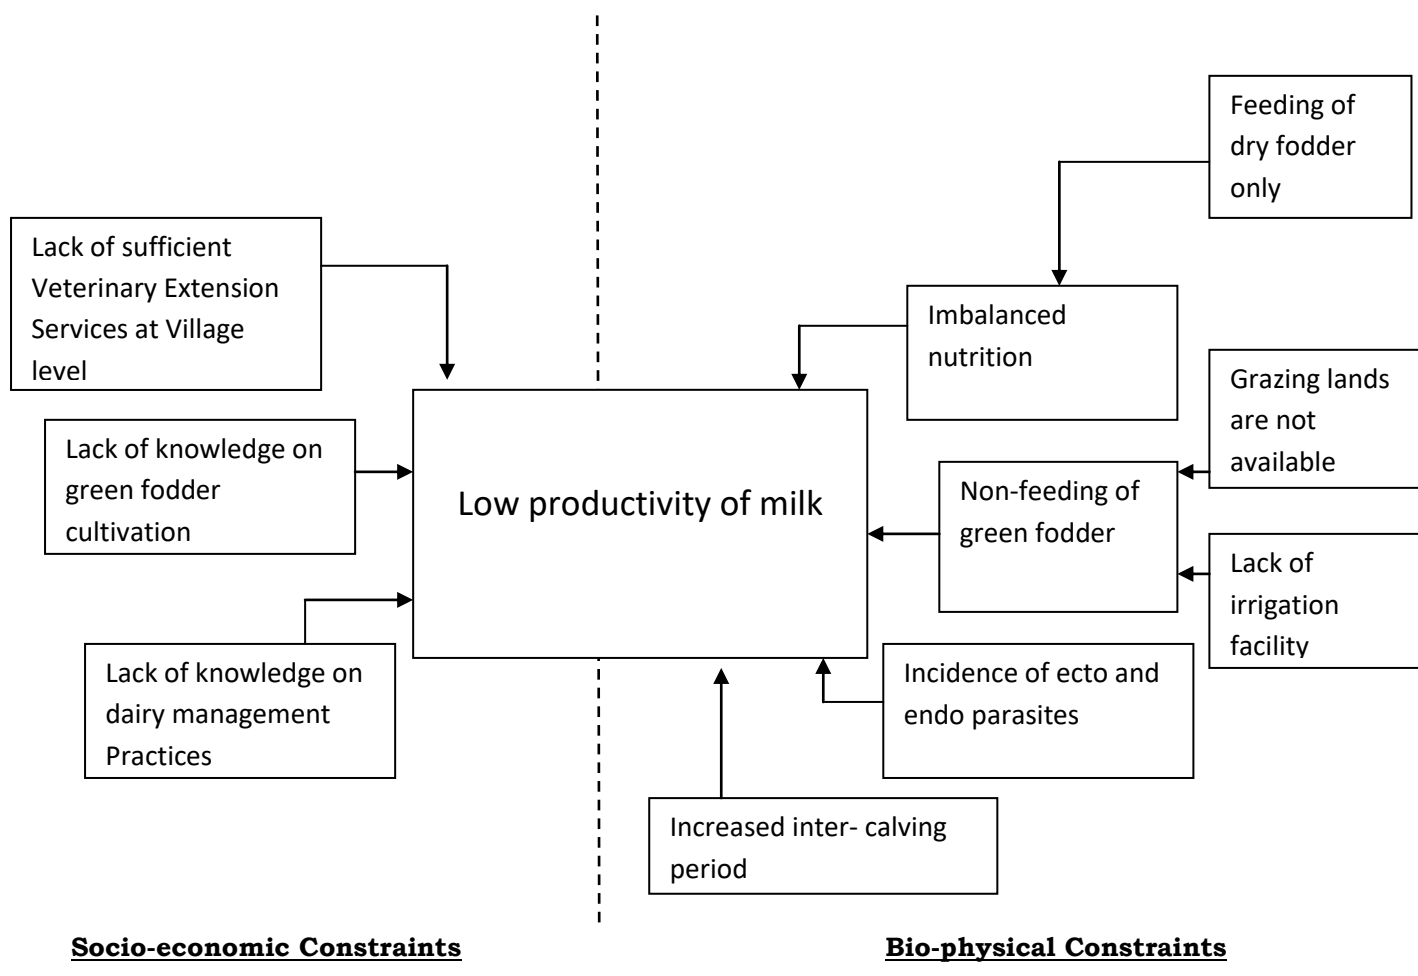 Feeding of
dry fodder
only
Lack of sufficient
Veterinary Extension
Services at Village
level
Imbalanced
nutrition
Grazing lands
are not
available
Lack of knowledge on
green fodder
cultivation
Low productivity of milk
Non-feeding of
green fodder
Lack of
irrigation
facility
Lack of knowledge on
dairy management
Practices
Incidence of ecto and
endo parasites
Increased inter- calving
period
Socio-economic Constraints
Bio-physical Constraints